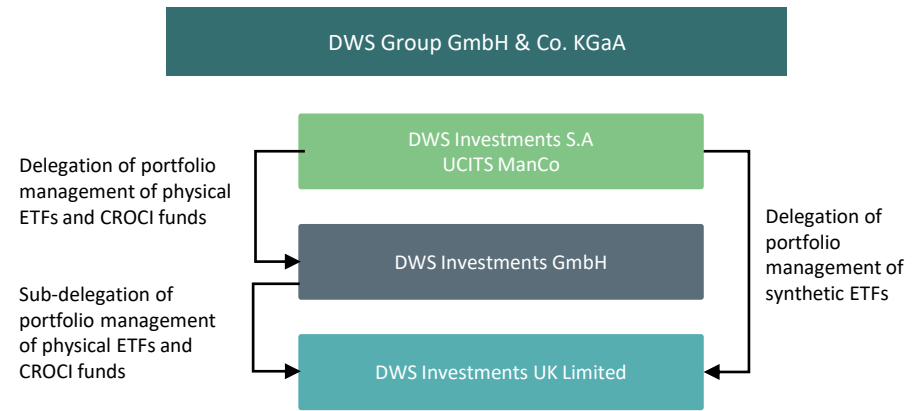 DWS Group GmbH & Co. KGaA
DWS Investments S.A
UCITS ManCo
Delegation of portfolio
management of physical
ETFs and CROCI funds
Delegation of
portfolio
management of
synthetic ETFs
DWS Investments GmbH
Sub-delegation of
portfolio management
of physical ETFs and
CROCI funds
DWS Investments UK Limited